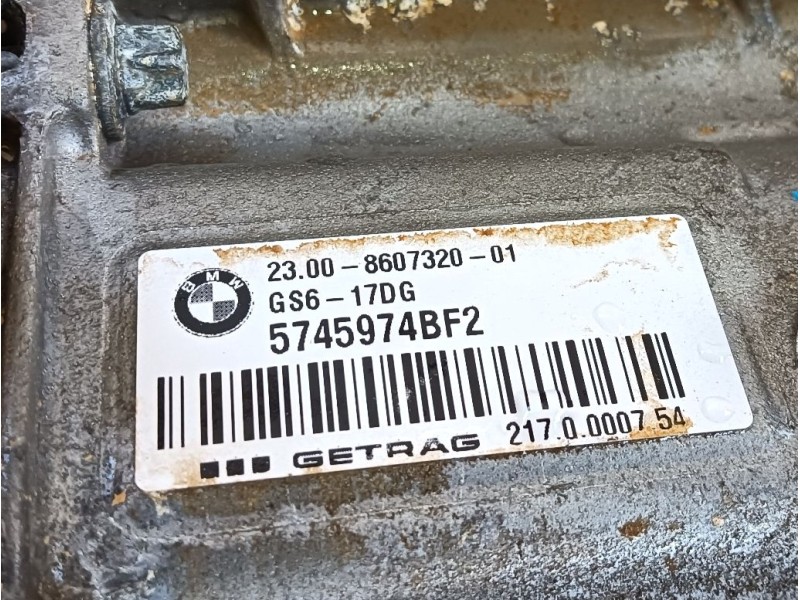 BMW
23.00-8607320-01
GS6-17DG
5745974BF2
GETRAG 217.0.0007.54